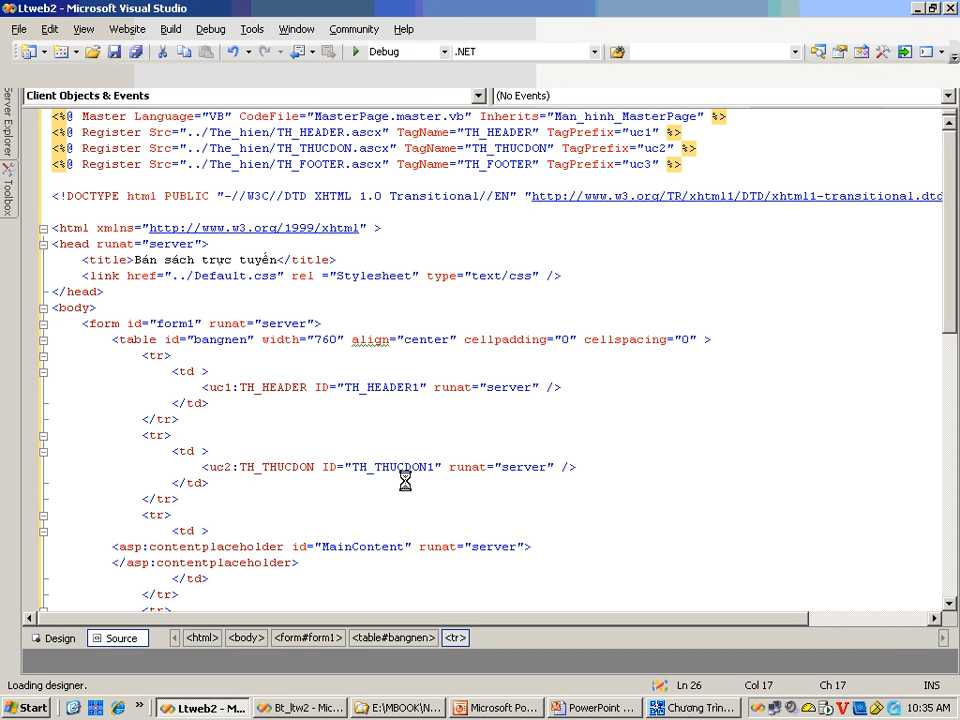 Ltweb2 - Microsoft Visual Studio
File Edit View Website Build Debug Tools Window Community Help
Debug .NET
Client Objects & Events (No Events)
Server Explorer
Toolbox
<%@ Master Language="VB" CodeFile="MasterPage.master.vb" Inherits="Man_hinh_MasterPage" %>
<%@ Register Src="../The_hien/TH_HEADER.ascx" TagName="TH_HEADER" TagPrefix="uc1" %>
<%@ Register Src="../The_hien/TH_THUCDON.ascx" TagName="TH_THUCDON" TagPrefix="uc2" %>
<%@ Register Src="../The_hien/TH_FOOTER.ascx" TagName="TH_FOOTER" TagPrefix="uc3" %>
<!DOCTYPE html PUBLIC "-//W3C//DTD XHTML 1.0 Transitional//EN" "http://www.w3.org/TR/xhtml1/DTD/xhtml1-transitional.dtd
<html xmlns="http://www.w3.org/1999/xhtml" >
<head runat="server">
<title>Bán sách trực tuyến</title>
<link href="../Default.css" rel ="Stylesheet" type="text/css" />
</head>
<body>
<form id="form1" runat="server">
<table id="bangnen" width="760" align="center" cellpadding="0" cellspacing="0" >
<tr>
<td >
<uc1:TH_HEADER ID="TH_HEADER1" runat="server" />
</td>
</tr>
<tr>
<td >
<uc2:TH_THUCDON ID="TH_THUCDON1" runat="server" />
</td>
</tr>
<tr>
<td >
<asp:contentplaceholder id="MainContent" runat="server">
</asp:contentplaceholder>
</td>
</tr>
<tr>
Design Source <html> <body> <form#form1> <table#bangnen> <tr>
Loading designer. Ln 26 Col 17 Ch 17 INS
Start Ltweb2 - M... Bt_ltw2 - Mic... E:\MBOOK\N... Microsoft Po... PowerPoint ... Chương Trìn... 10:35 AM